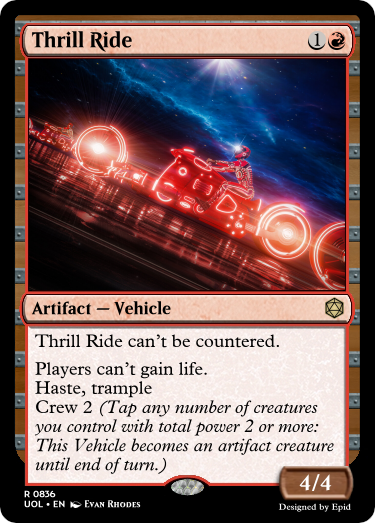 Thrill Ride 1
Artifact — Vehicle
Thrill Ride can't be countered.
Players can't gain life.
Haste, trample
Crew 2 (Tap any number of creatures
you control with total power 2 or more:
This Vehicle becomes an artifact creature
until end of turn.)
4/4
R 0836
UOL • EN Evan Rhodes
Designed by Epid